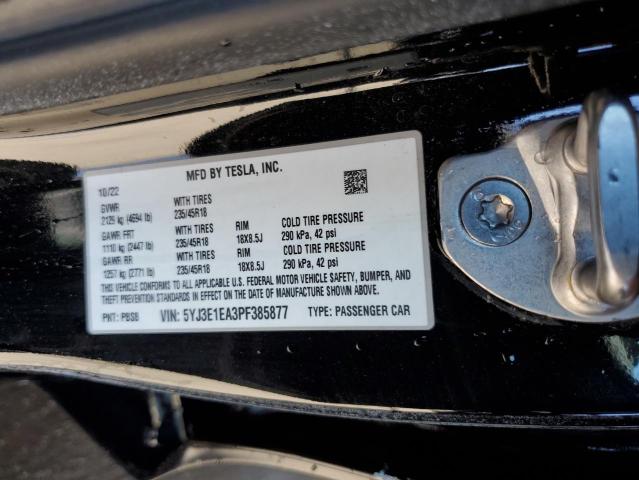 MFD BY TESLA, INC.
10/22
GVWR WITH TIRES
2129 kg (4694 lb) 235/45R18
GAWR FRT WITH TIRES RIM COLD TIRE PRESSURE
1110 kg (2447 lb) 235/45R18 18X8.5J 290 kPa, 42 psi
GAWR RR WITH TIRES RIM COLD TIRE PRESSURE
1257 kg (2771 lb) 235/45R18 18X8.5J 290 kPa, 42 psi
THIS VEHICLE CONFORMS TO ALL APPLICABLE U.S. FEDERAL MOTOR VEHICLE SAFETY, BUMPER, AND
THEFT PREVENTION STANDARDS IN EFFECT ON THE DATE OF MANUFACTURE SHOWN ABOVE.
PNT: PBSB VIN: 5YJ3E1EA3PF385877 TYPE: PASSENGER CAR